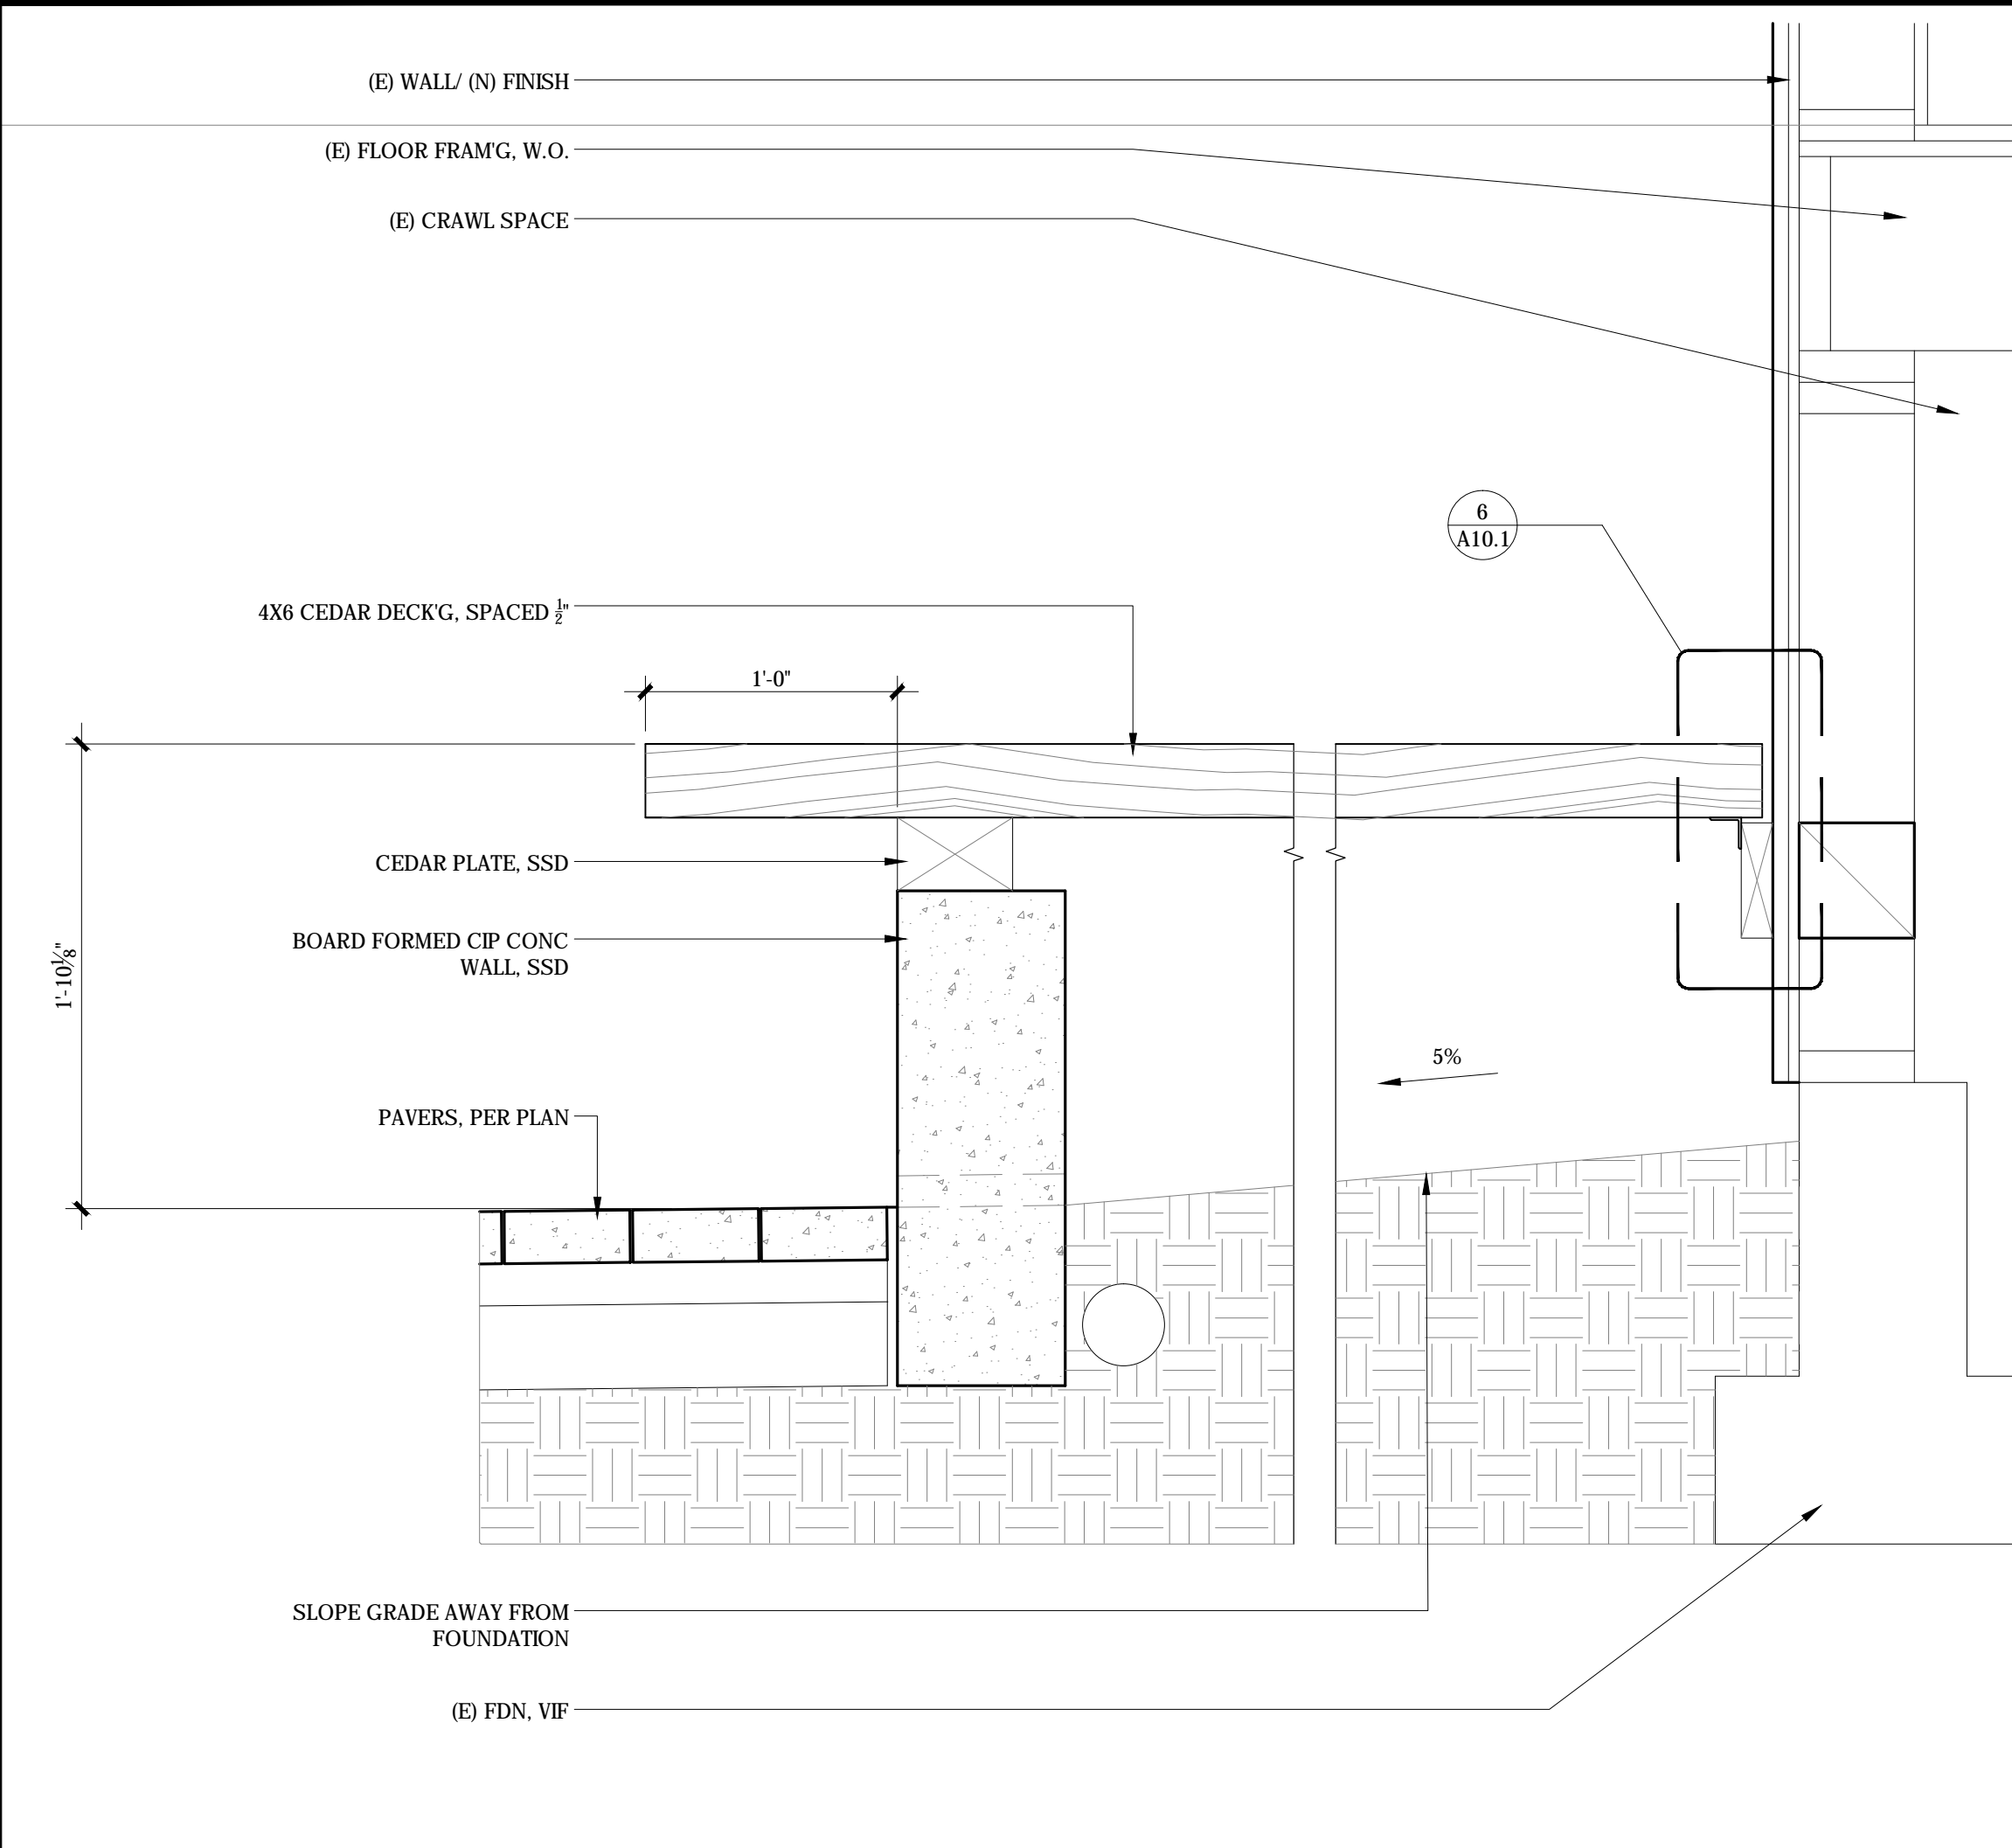 (E) WALL/ (N) FINISH
(E) FLOOR FRAM'G, W.O.
(E) CRAWL SPACE
6
A10.1
4X6 CEDAR DECK'G, SPACED ½"
1'-0"
CEDAR PLATE, SSD
BOARD FORMED CIP CONC
WALL, SSD
1'-10⅛"
5%
PAVERS, PER PLAN
SLOPE GRADE AWAY FROM
FOUNDATION
(E) FDN, VIF